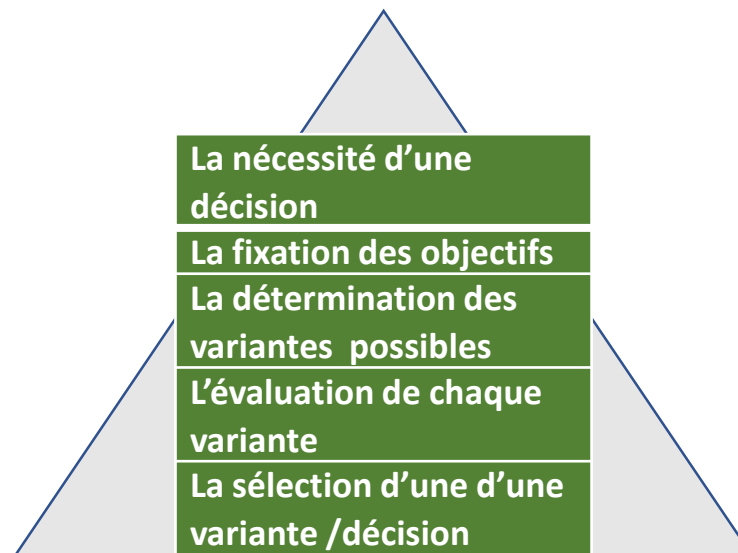 La nécessité d’une
décision
La fixation des objectifs
La détermination des
variantes  possibles
L’évaluation de chaque
variante
La sélection d’une d’une
variante /décision